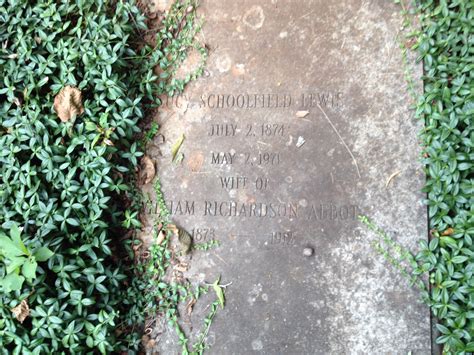 SCHOOLFIELD LEWIS
JULY 2, 1874
MAY 7, 1971
WIFE OF
RICHARDSON ABBOT
1873